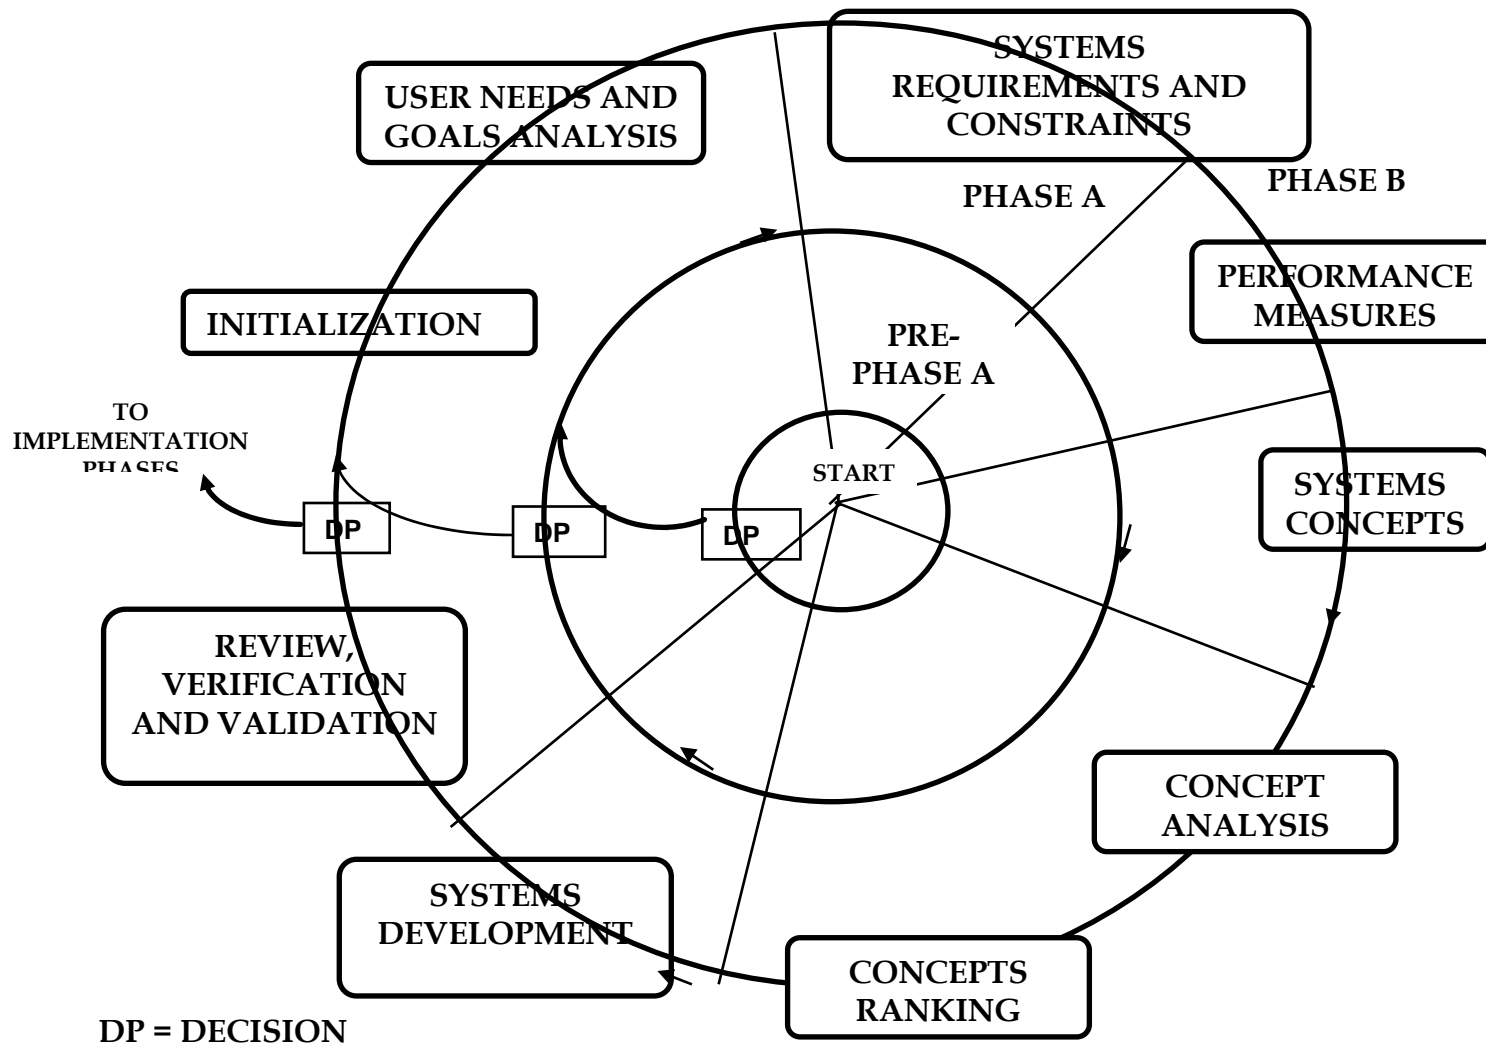 SYSTEMS
REQUIREMENTS AND
CONSTRAINTS
USER NEEDS AND
GOALS ANALYSIS
PHASE A
PHASE B
PERFORMANCE
MEASURES
INITIALIZATION
PRE-
PHASE A
TO
IMPLEMENTATION
PHASES
START
SYSTEMS
CONCEPTS
DP
DP
DP
REVIEW,
VERIFICATION
AND VALIDATION
CONCEPT
ANALYSIS
SYSTEMS
DEVELOPMENT
CONCEPTS
RANKING
DP = DECISION